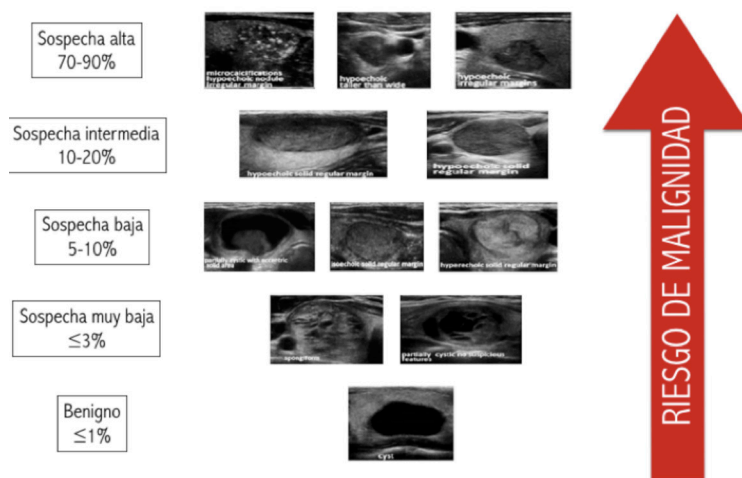 Sospecha alta
70-90%
microcalcifications
hypoechoic nodule
irregular margin
hypoechoic
taller than wide
hypoechoic
irregular margins
Sospecha intermedia
10-20%
hypoechoic solid regular margin
hypoechoic solid
regular margin
Sospecha baja
5-10%
partially cystic with eccentric
solid area
isoechoic solid regular margin
hyperechoic solid regular margin
Sospecha muy baja
≤3%
spongiform
partially cystic no suspicious
features
Benigno
≤1%
cyst
RIESGO DE MALIGNIDAD